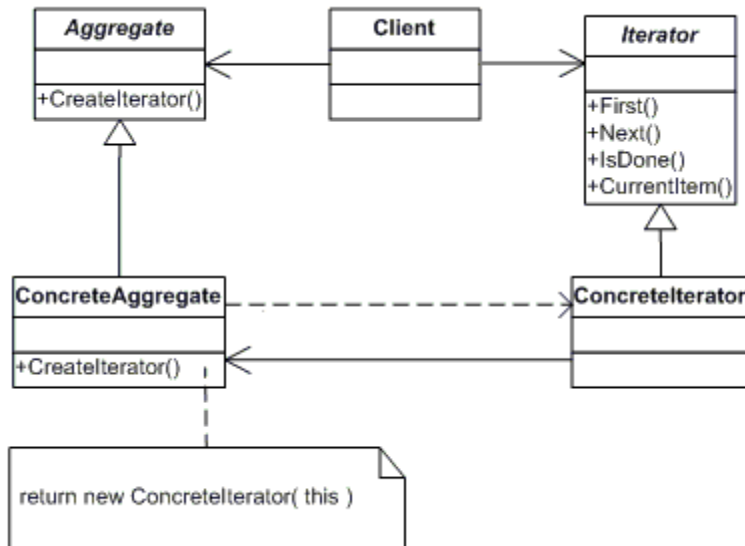 Aggregate
Client
Iterator
+CreateIterator()
+First()
+Next()
+IsDone()
+CurrentItem()
ConcreteAggregate
ConcreteIterator
+CreateIterator()
return new ConcreteIterator( this )